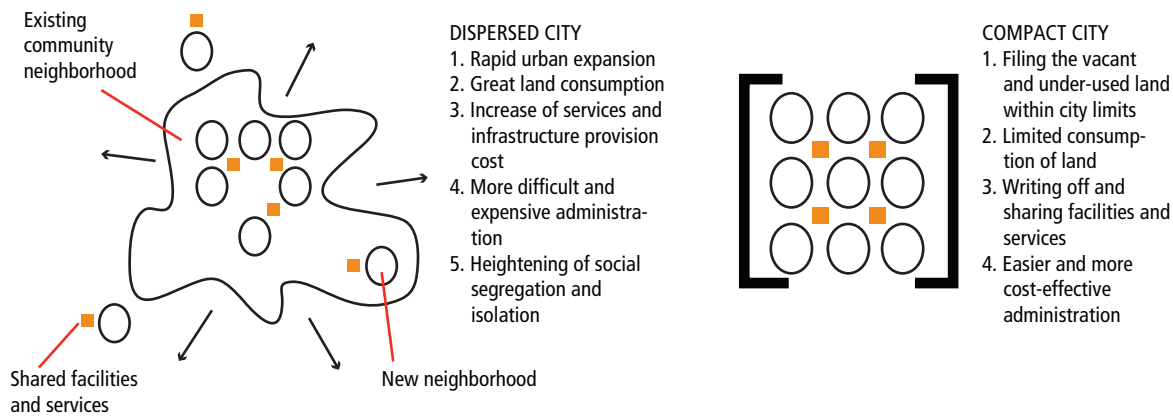 Existing
community
neighborhood
DISPERSED CITY
1. Rapid urban expansion
2. Great land consumption
3. Increase of services and
infrastructure provision
cost
4. More difficult and
expensive administra-
tion
5. Heightening of social
segregation and
isolation
Shared facilities
and services
New neighborhood
COMPACT CITY
1. Filing the vacant
and under-used land
within city limits
2. Limited consump-
tion of land
3. Writing off and
sharing facilities and
services
4. Easier and more
cost-effective
administration